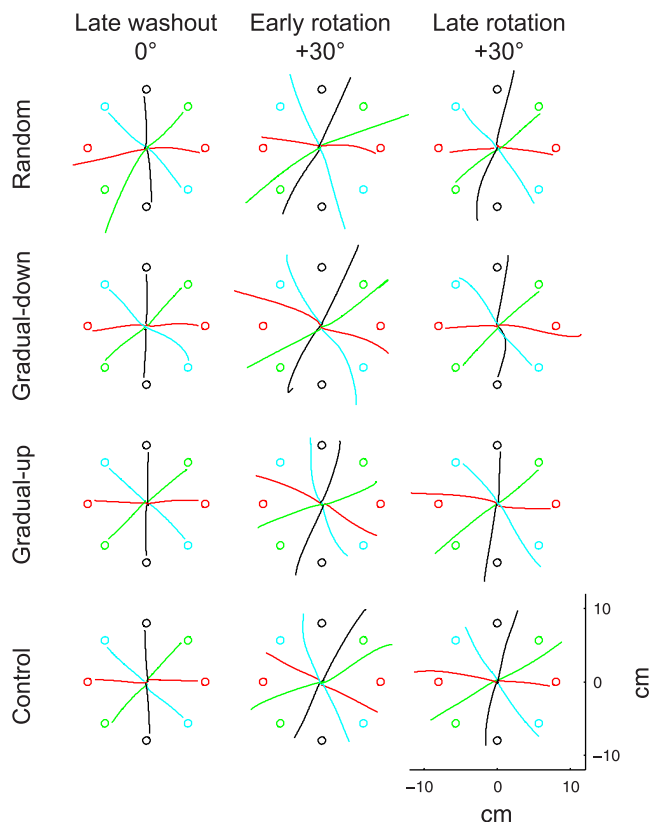 Late washout
0°
Early rotation
+30°
Late rotation
+30°
Random
Gradual-down
Gradual-up
Control
10
0
−10
cm
−10
0
10
cm